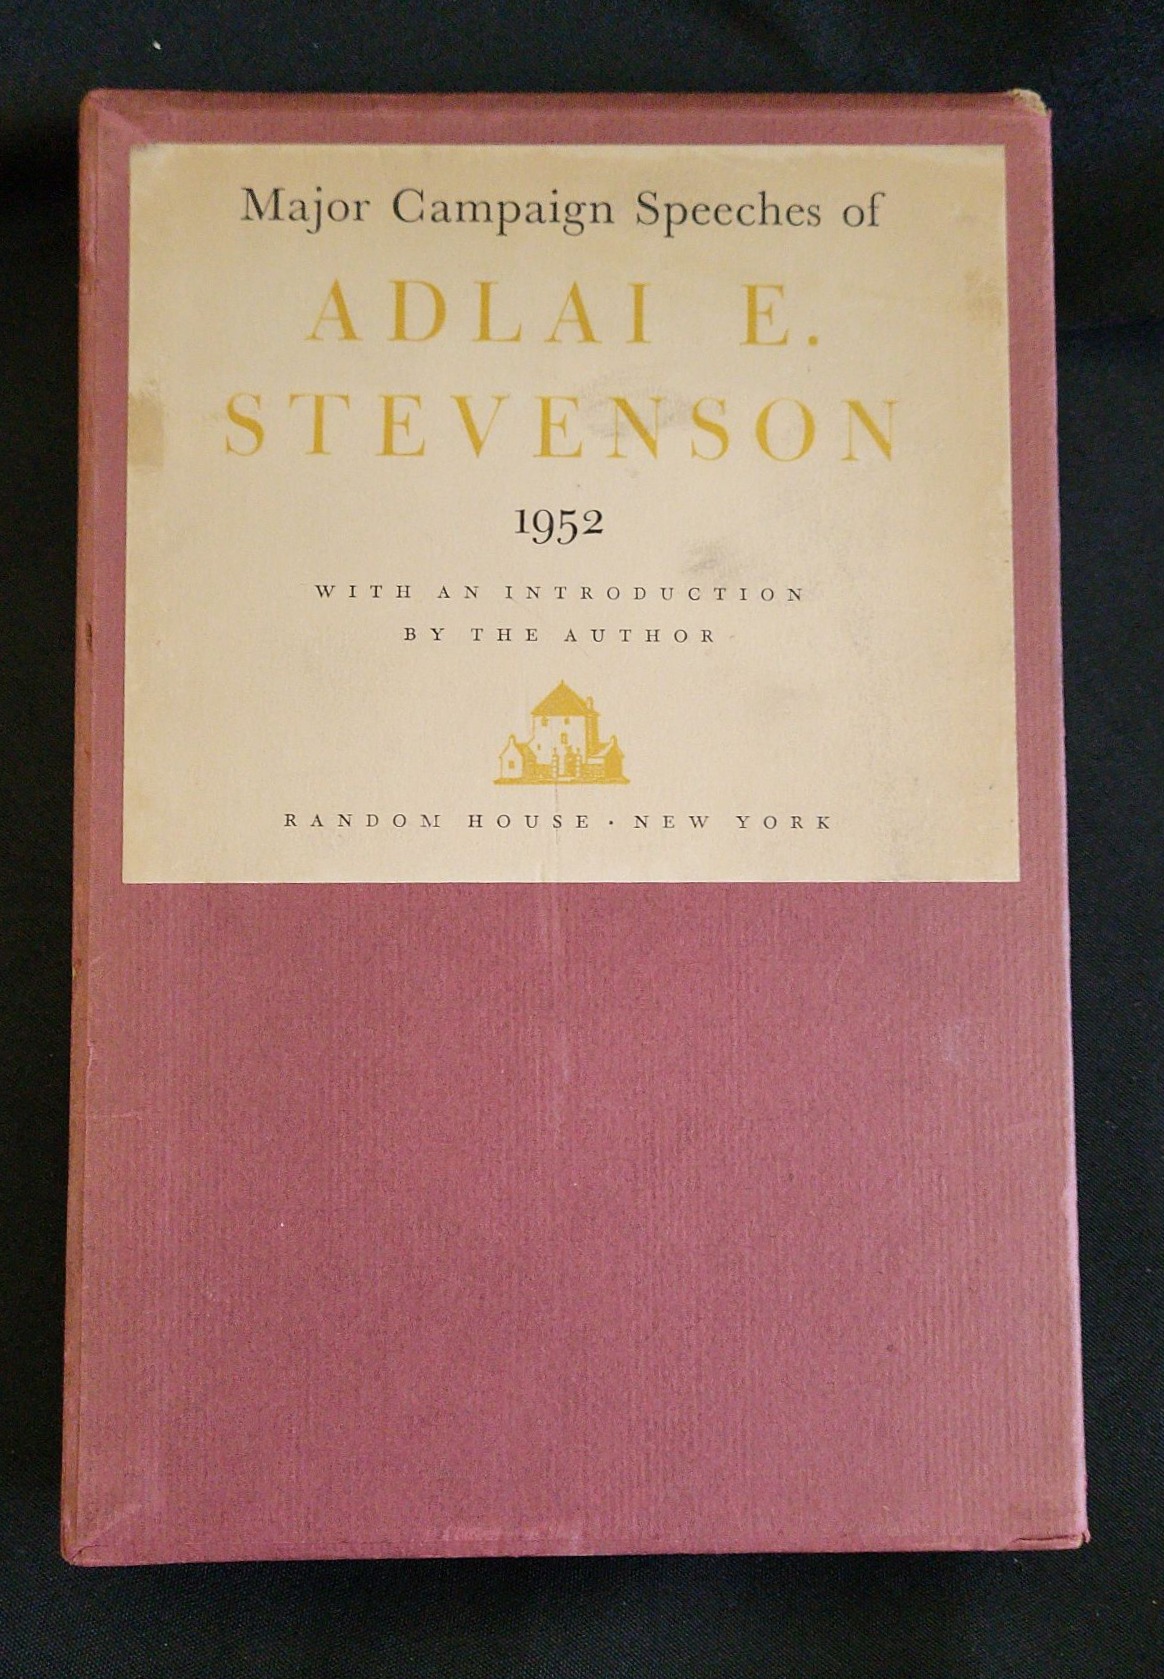 Major Campaign Speeches of
ADLAI E.
STEVENSON
1952
WITH AN INTRODUCTION
BY THE AUTHOR
RANDOM HOUSE · NEW YORK